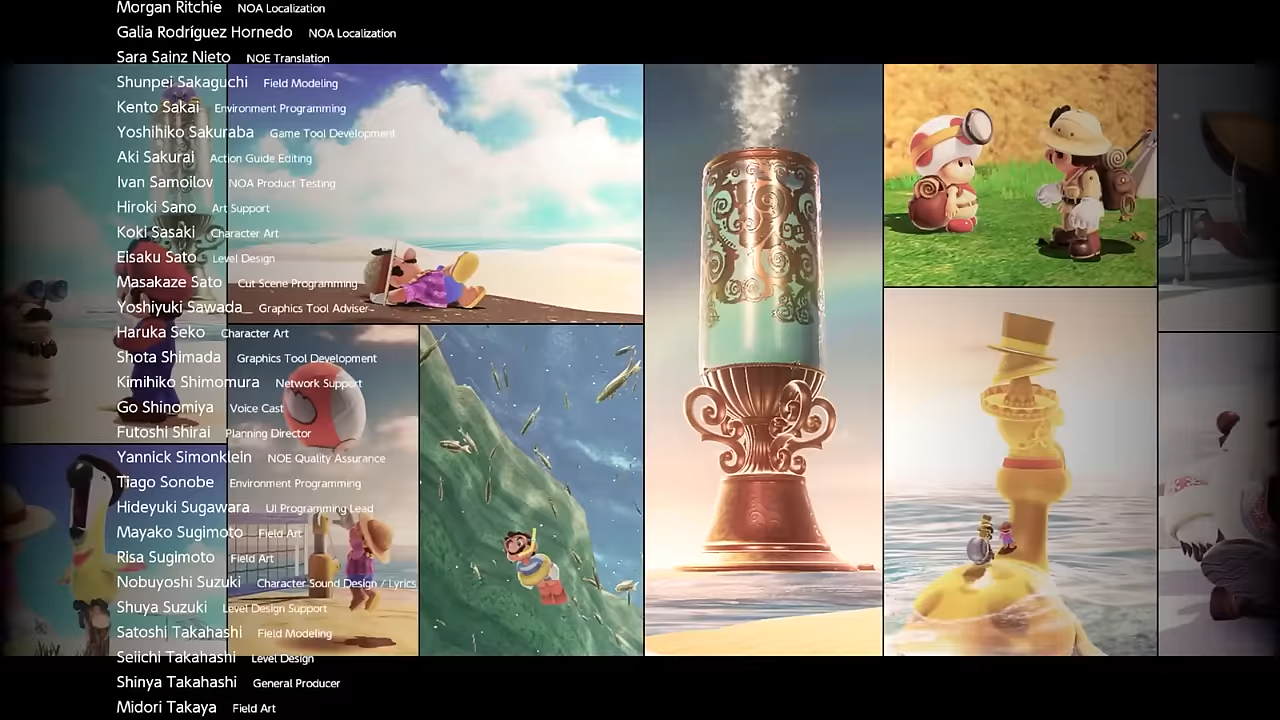 Morgan Ritchie NOA Localization
Galia Rodríguez Hornedo NOA Localization
Sara Sainz Nieto NOE Translation
Shunpei Sakaguchi Field Modeling
Kento Sakai Environment Programming
Yoshihiko Sakuraba Game Tool Development
Aki Sakurai Action Guide Editing
Ivan Samoilov NOA Product Testing
Hiroki Sano Art Support
Koki Sasaki Character Art
Eisaku Sato Level Design
Masakaze Sato Cut Scene Programming
Yoshiyuki Sawada Graphics Tool Adviser
Haruka Seko Character Art
Shota Shimada Graphics Tool Development
Kimihiko Shimomura Network Support
Go Shinomiya Voice Cast
Futoshi Shirai Planning Director
Yannick Simonklein NOE Quality Assurance
Tiago Sonobe Environment Programming
Hideyuki Sugawara UI Programming Lead
Mayako Sugimoto Field Art
Risa Sugimoto Field Art
Nobuyoshi Suzuki Character Sound Design / Lyrics
Shuya Suzuki Level Design Support
Satoshi Takahashi Field Modeling
Seiichi Takahashi Level Design
Shinya Takahashi General Producer
Midori Takaya Field Art